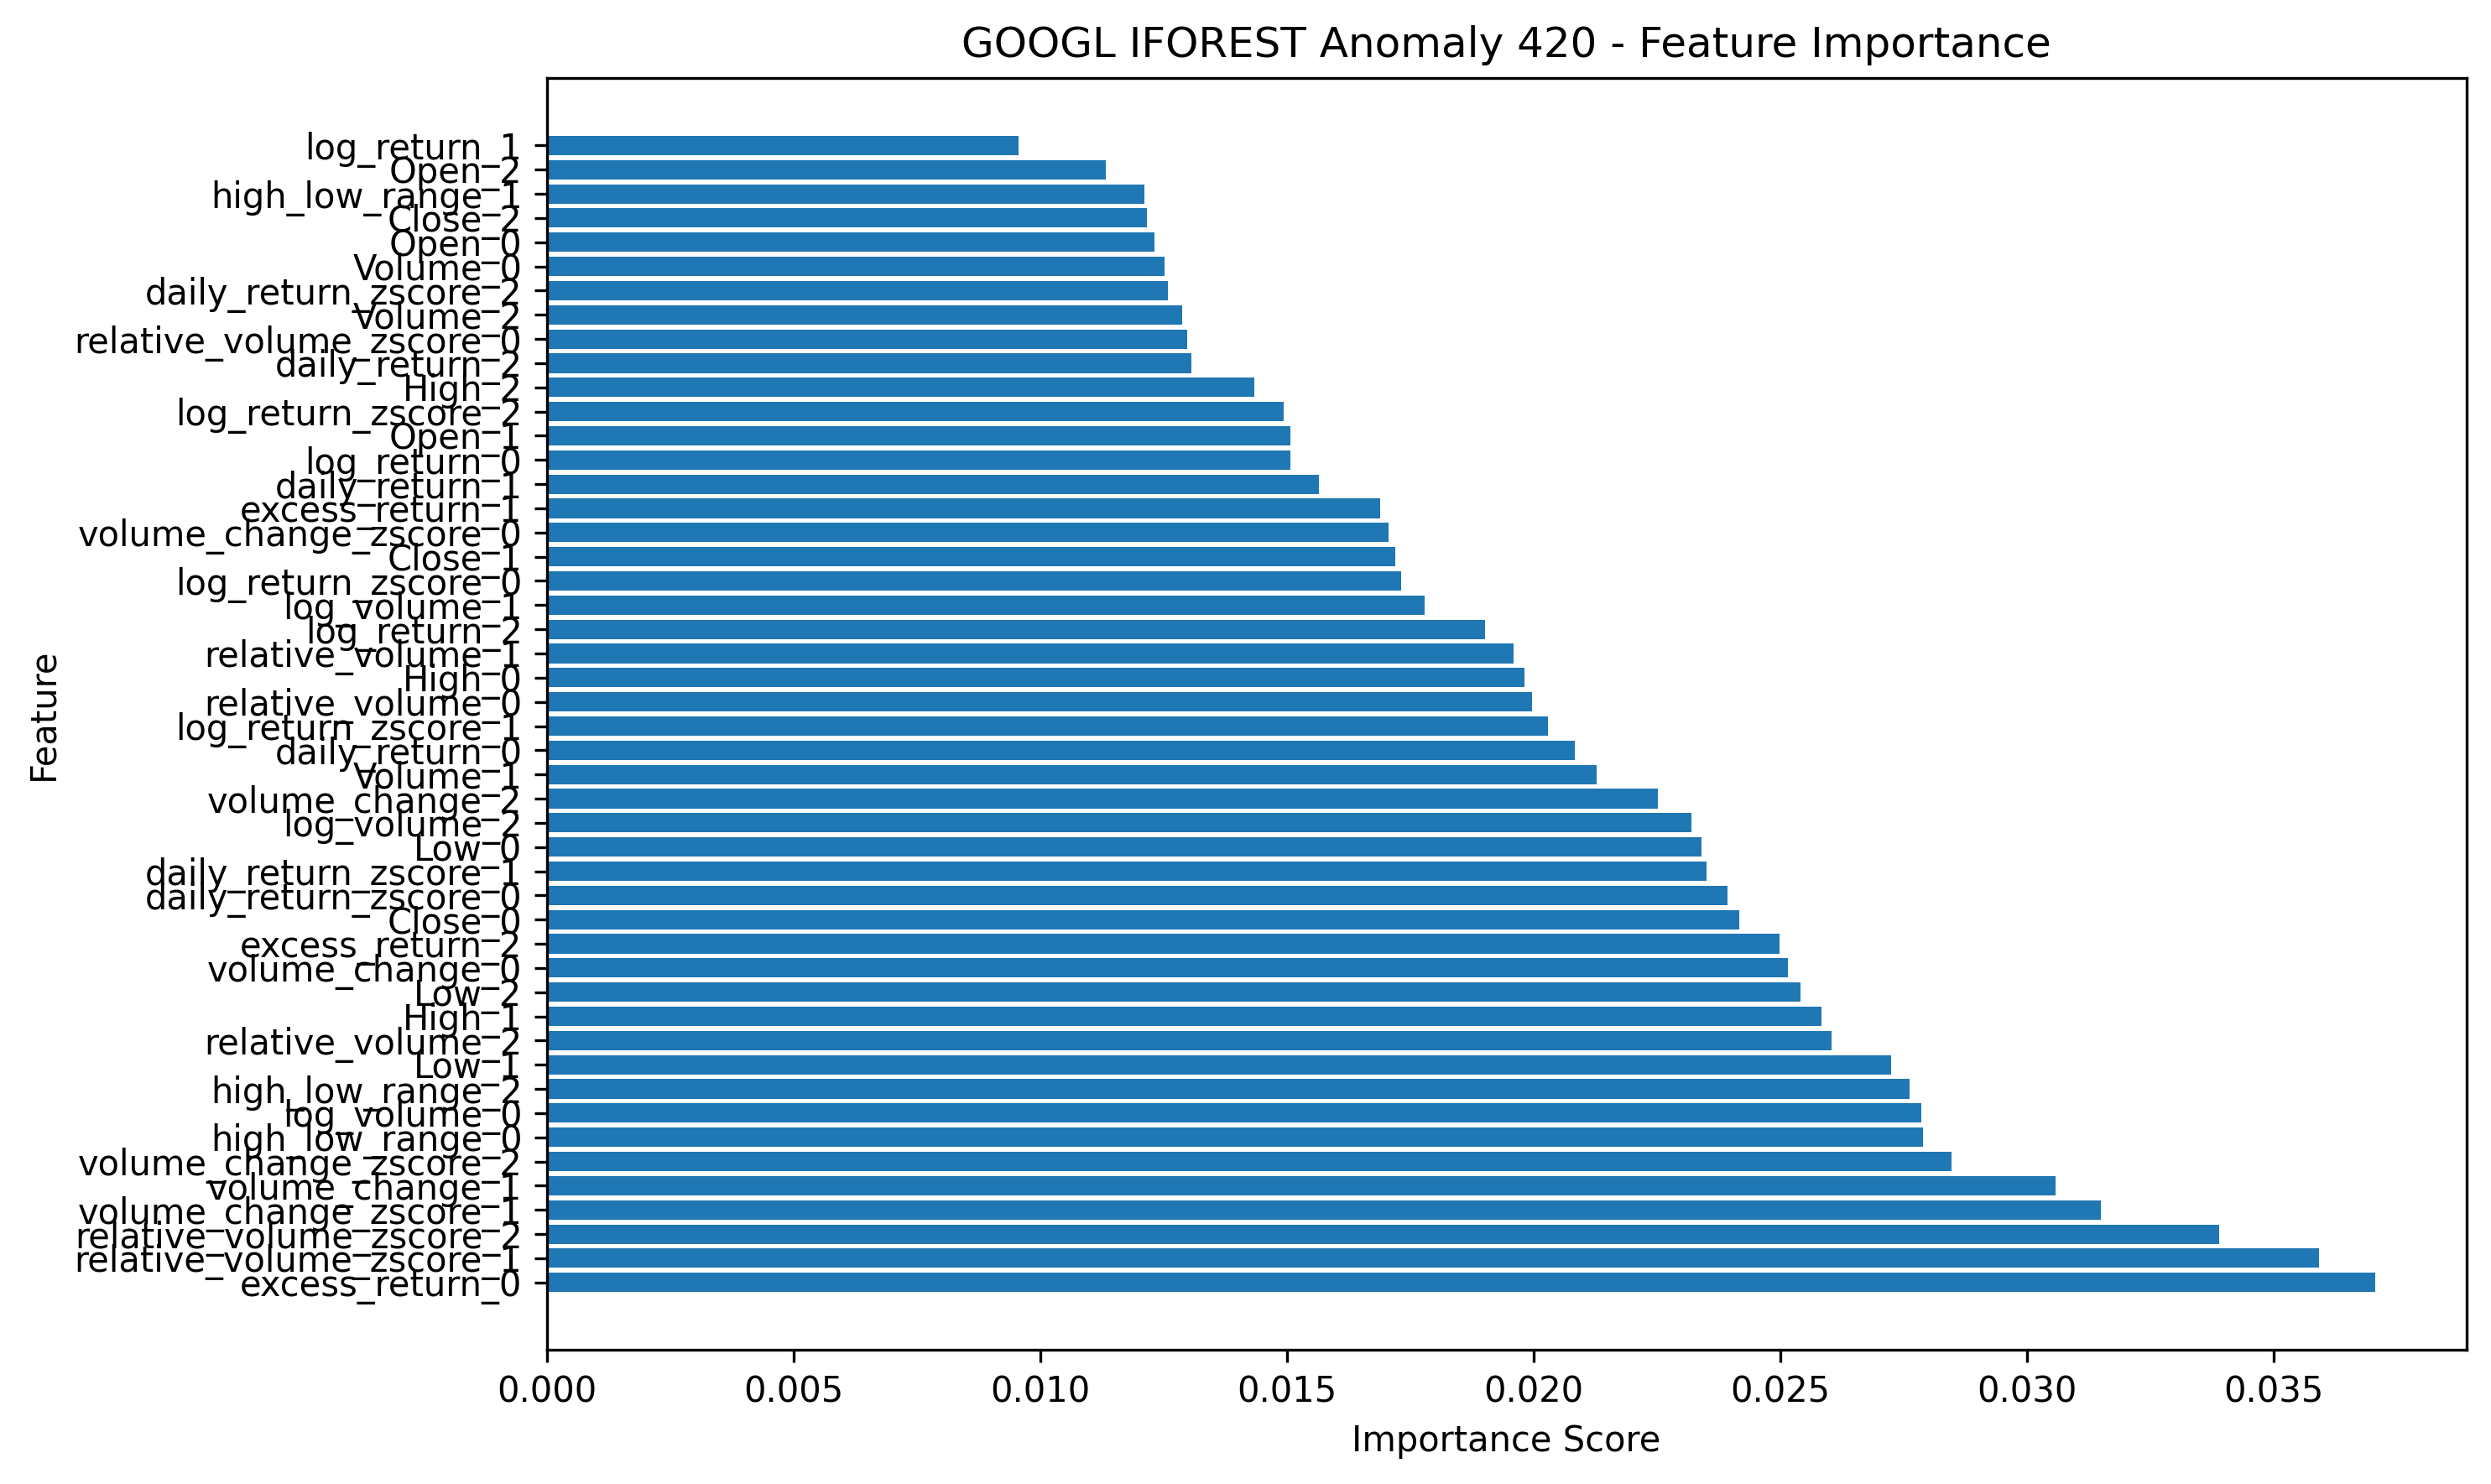 GOOGL IFOREST Anomaly 420 - Feature Importance
log_return_1
Open_2
high_low_range_1
Close_2
Open_0
Volume_0
daily_return_zscore_2
Volume_2
relative_volume_zscore_0
daily_return_2
High_2
log_return_zscore_2
Open_1
log_return_0
daily_return_1
excess_return_1
volume_change_zscore_0
Close_1
log_return_zscore_0
log_volume_1
log_return_2
relative_volume_1
High_0
relative_volume_0
log_return_zscore_1
daily_return_0
Volume_1
volume_change_2
log_volume_2
Low_0
daily_return_zscore_1
daily_return_zscore_0
Close_0
excess_return_2
volume_change_0
Low_2
High_1
relative_volume_2
Low_1
high_low_range_2
log_volume_0
high_low_range_0
volume_change_zscore_2
volume_change_1
volume_change_zscore_1
relative_volume_zscore_2
relative_volume_zscore_1
excess_return_0
Feature
0.000 0.005 0.010 0.015 0.020 0.025 0.030 0.035
Importance Score